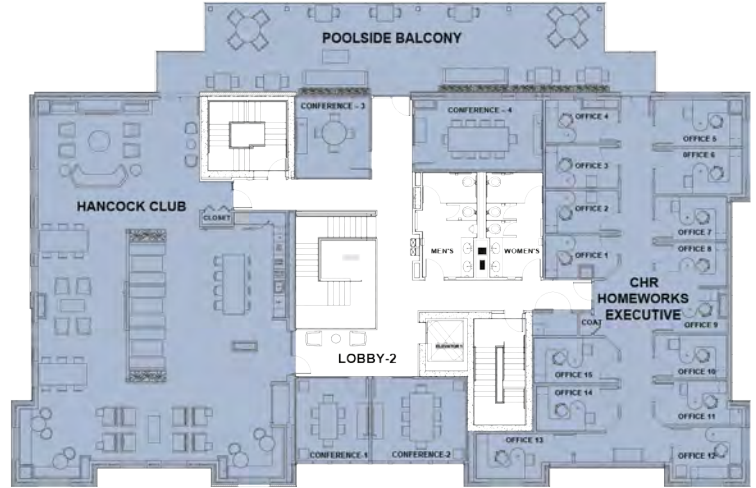 POOLSIDE BALCONY
CONFERENCE – 3
CONFERENCE – 4
OFFICE 4
OFFICE 5
OFFICE 3
OFFICE 6
HANCOCK CLUB
CLOSET
OFFICE 2
OFFICE 7
MEN'S
WOMEN'S
OFFICE 1
OFFICE 8
CHR
HOMEWORKS
EXECUTIVE
COAT
OFFICE 9
ELEVATOR 1
LOBBY-2
OFFICE 15
OFFICE 10
OFFICE 14
OFFICE 11
OFFICE 13
CONFERENCE-1
CONFERENCE-2
OFFICE 12